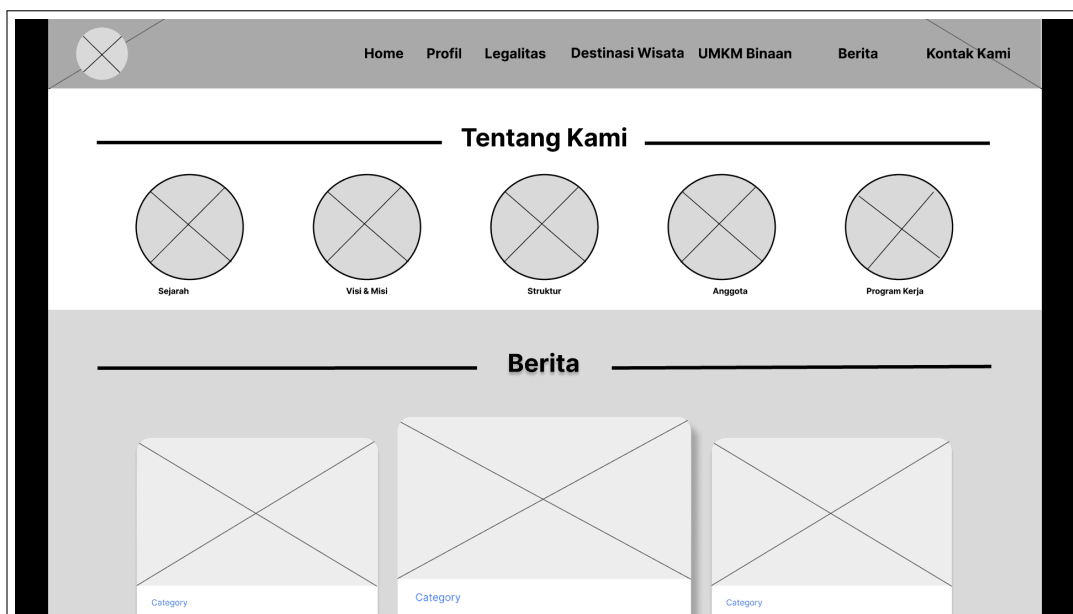 Home Profil Legalitas Destinasi Wisata UMKM Binaan Berita Kontak Kami
Tentang Kami
Sejarah Visi & Misi Struktur Anggota Program Kerja
Berita
Category Category Category